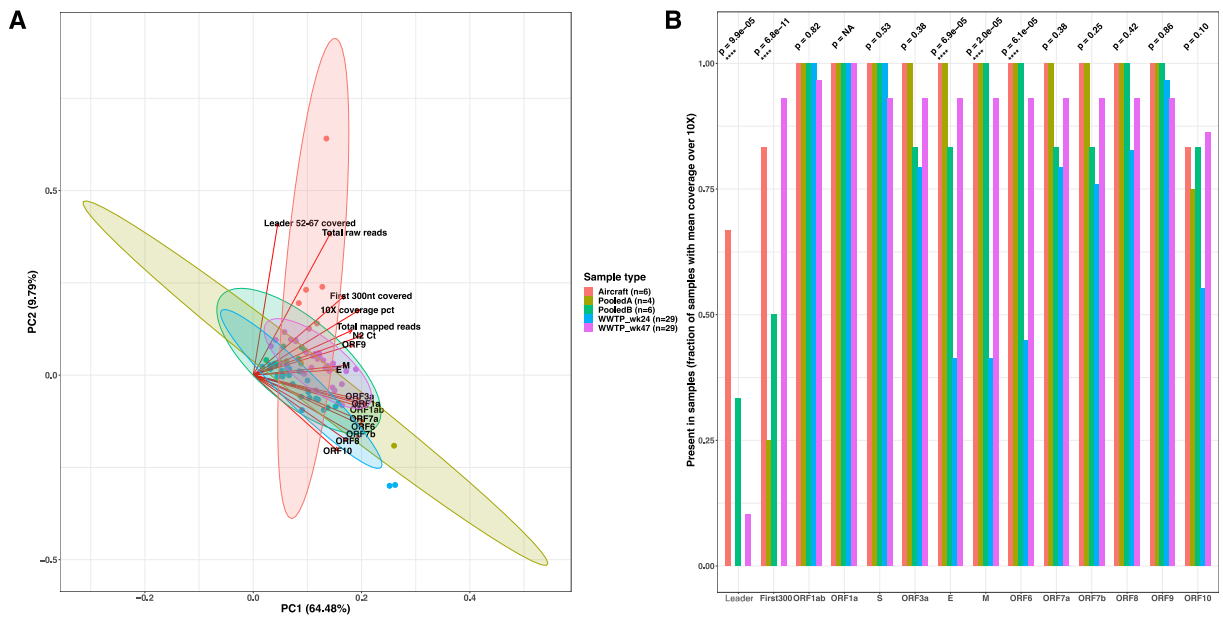 A
PC2 (9.79%)
0.5
0.0
−0.5
−0.2
0.0
0.2
0.4
PC1 (64.48%)
Leader 52-67 covered
Total raw reads
First 300nt covered
10X coverage pct
Total mapped reads
N2 Ct
ORF9
M
E
ORF3a
ORF1a
ORF1ab
ORF7a
ORF6
ORF7b
ORF8
ORF10
Sample type
Aircraft (n=6)
PooledA (n=4)
PooledB (n=6)
WWTP_wk24 (n=29)
WWTP_wk47 (n=29)
B
Present in samples (fraction of samples with mean coverage over 10X)
1.00
0.75
0.50
0.25
0.00
p = 9.9e−05
****
p = 6.8e−11
****
p = 0.82
p = NA
p = 0.53
p = 0.38
p = 6.9e−05
****
p = 2.0e−05
****
p = 6.1e−05
****
p = 0.38
p = 0.25
p = 0.42
p = 0.86
p = 0.10
Leader First300 ORF1ab ORF1a S ORF3a E M ORF6 ORF7a ORF7b ORF8 ORF9 ORF10